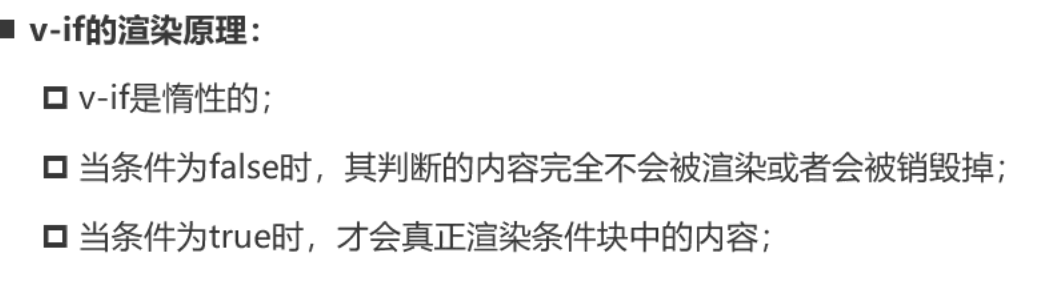 v-if的渲染原理：
v-if是惰性的；
当条件为false时，其判断的内容完全不会被渲染或者会被销毁掉；
当条件为true时，才会真正渲染条件块中的内容；